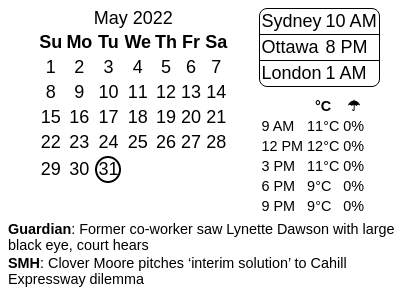 May 2022
Su Mo Tu We Th Fr Sa
1 2 3 4 5 6 7
8 9 10 11 12 13 14
15 16 17 18 19 20 21
22 23 24 25 26 27 28
29 30 31
Sydney 10 AM
Ottawa 8 PM
London 1 AM
°C ☂
9 AM 11°C 0%
12 PM 12°C 0%
3 PM 11°C 0%
6 PM 9°C 0%
9 PM 9°C 0%
Guardian: Former co-worker saw Lynette Dawson with large
black eye, court hears
SMH: Clover Moore pitches ‘interim solution’ to Cahill
Expressway dilemma